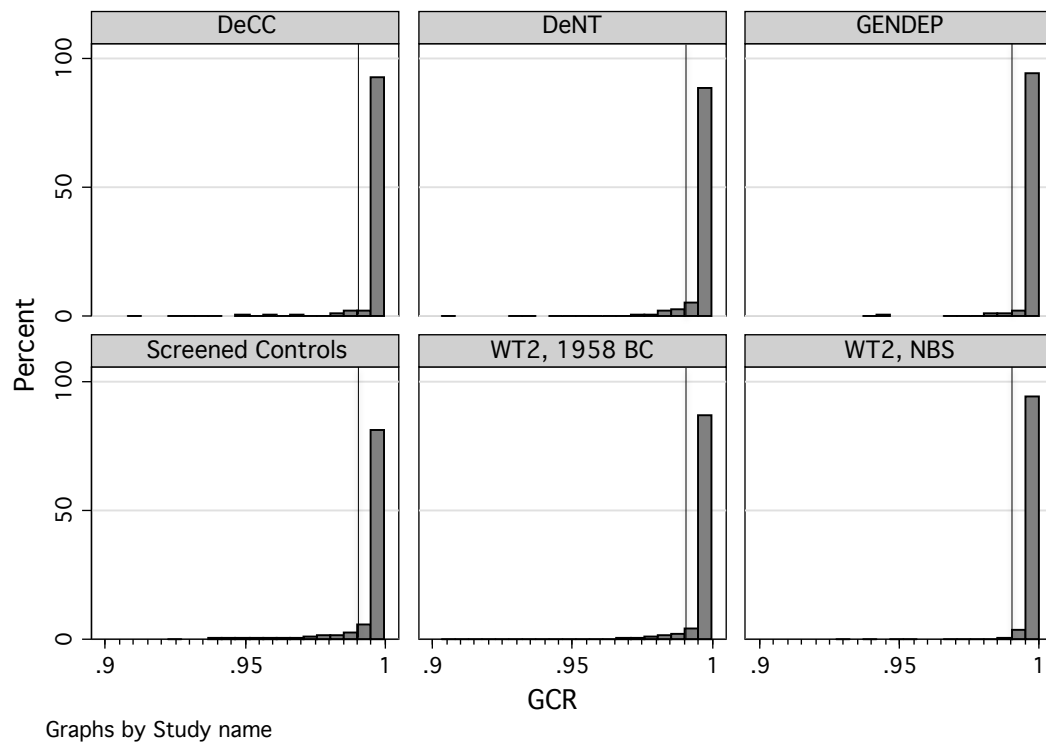 DeCC
DeNT
GENDEP
100
50
0
Percent
Screened Controls
WT2, 1958 BC
WT2, NBS
100
50
0
.9 .95 1
.9 .95 1
.9 .95 1
GCR
Graphs by Study name